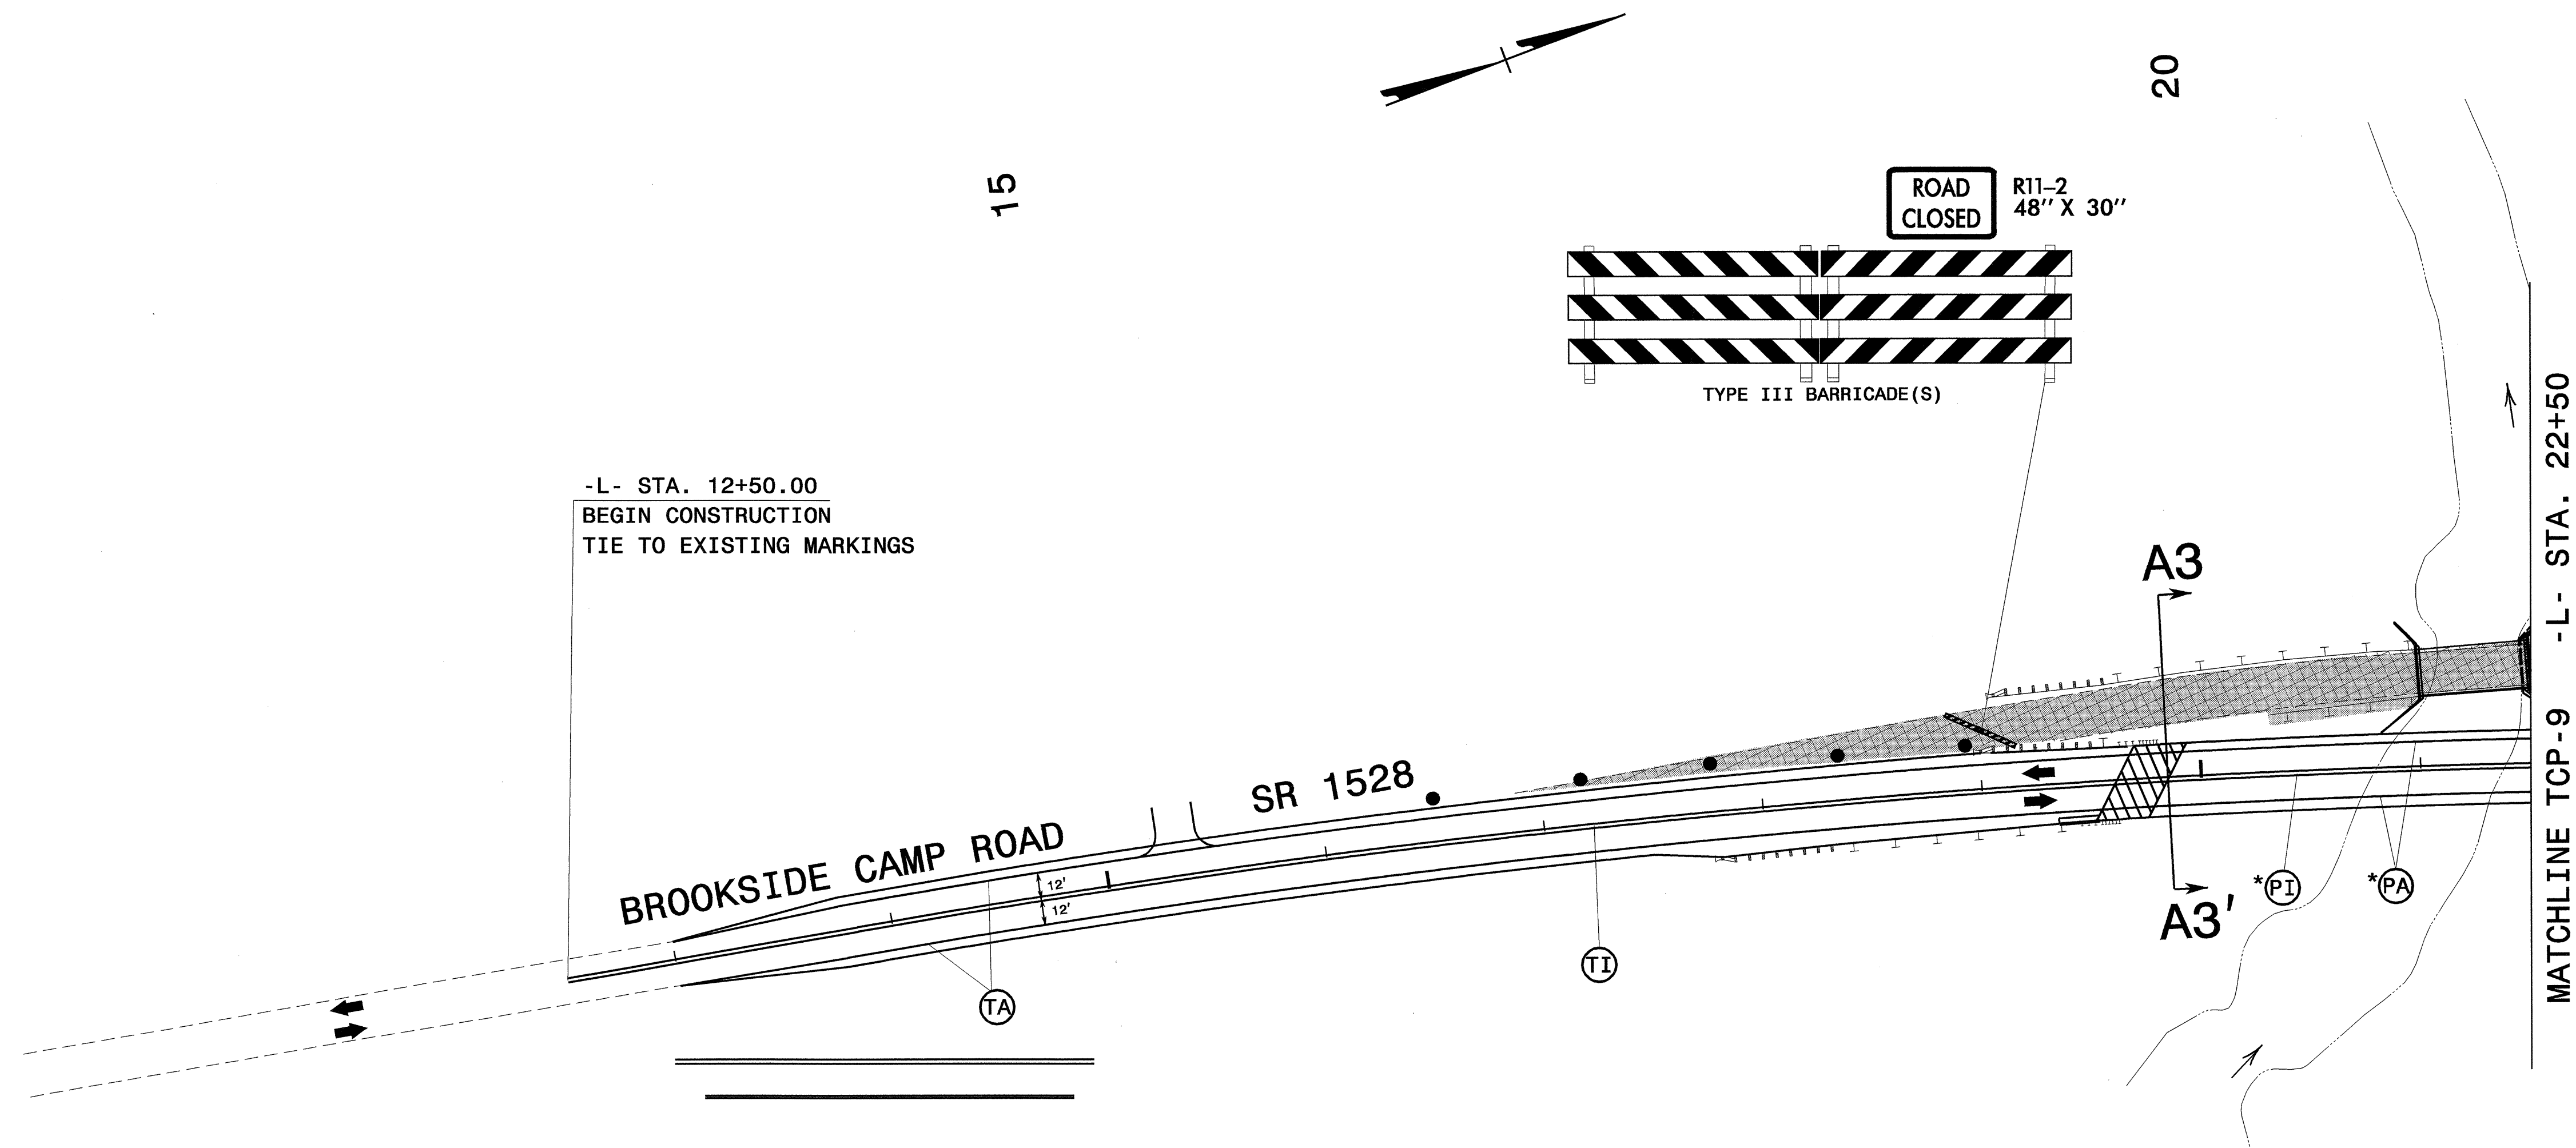 20
15
ROAD
CLOSED
R11-2
48" X 30"
TYPE III BARRICADE(S)
-L- STA. 12+50.00
BEGIN CONSTRUCTION
TIE TO EXISTING MARKINGS
A3
BROOKSIDE CAMP ROAD
SR 1528
12'
12'
TA
TI
*PI
*PA
A3'
MATCHLINE TCP-9 -L- STA. 22+50